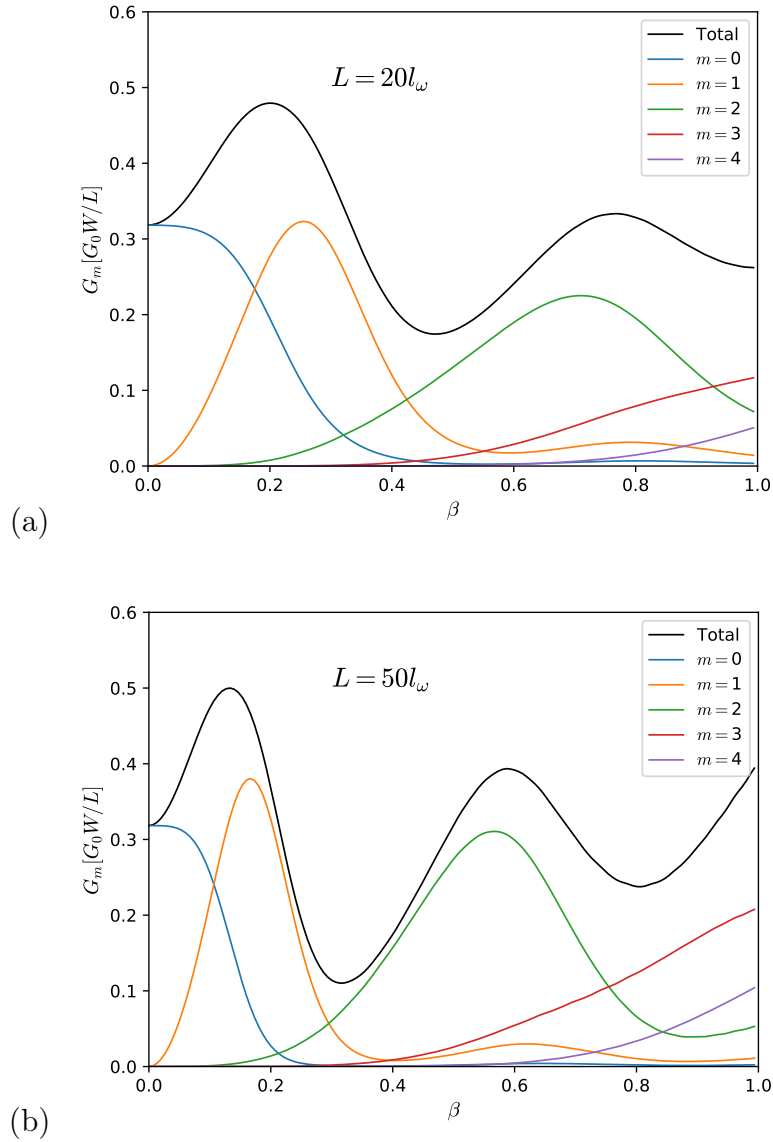 0.6
0.5
0.4
0.3
0.2
0.1
0.0
G_m[G_0W/L]
L = 20l_ω
Total
m = 0
m = 1
m = 2
m = 3
m = 4
0.0 0.2 0.4 0.6 0.8 1.0
β
(a)
0.6
0.5
0.4
0.3
0.2
0.1
0.0
G_m[G_0W/L]
L = 50l_ω
Total
m = 0
m = 1
m = 2
m = 3
m = 4
0.0 0.2 0.4 0.6 0.8 1.0
β
(b)